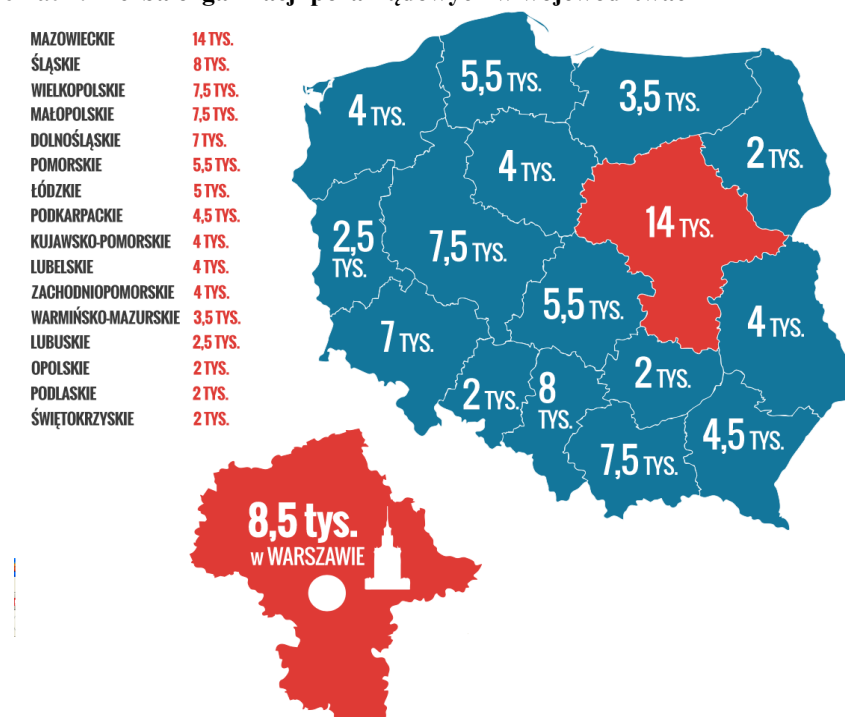 w województwach
MAZOWIECKIE 14 TYS.
ŚLĄSKIE 8 TYS.
WIELKOPOLSKIE 7,5 TYS.
MAŁOPOLSKIE 7,5 TYS.
DOLNOŚLĄSKIE 7 TYS.
POMORSKIE 5,5 TYS.
ŁÓDZKIE 5 TYS.
PODKARPACKIE 4,5 TYS.
KUJAWSKO-POMORSKIE 4 TYS.
LUBELSKIE 4 TYS.
ZACHODNIOPOMORSKIE 4 TYS.
WARMIŃSKO-MAZURSKIE 3,5 TYS.
LUBUSKIE 2,5 TYS.
OPOLSKIE 2 TYS.
PODLASKIE 2 TYS.
ŚWIĘTOKRZYSKIE 2 TYS.
5,5 TYS.
3,5 TYS.
4 TYS.
2 TYS.
4 TYS.
14 TYS.
2,5
TYS.
7,5 TYS.
5,5 TYS.
4 TYS.
7 TYS.
2 TYS.
2 TYS.
8
TYS.
4,5 TYS.
7,5 TYS.
8,5 tys.
w WARSZAWIE